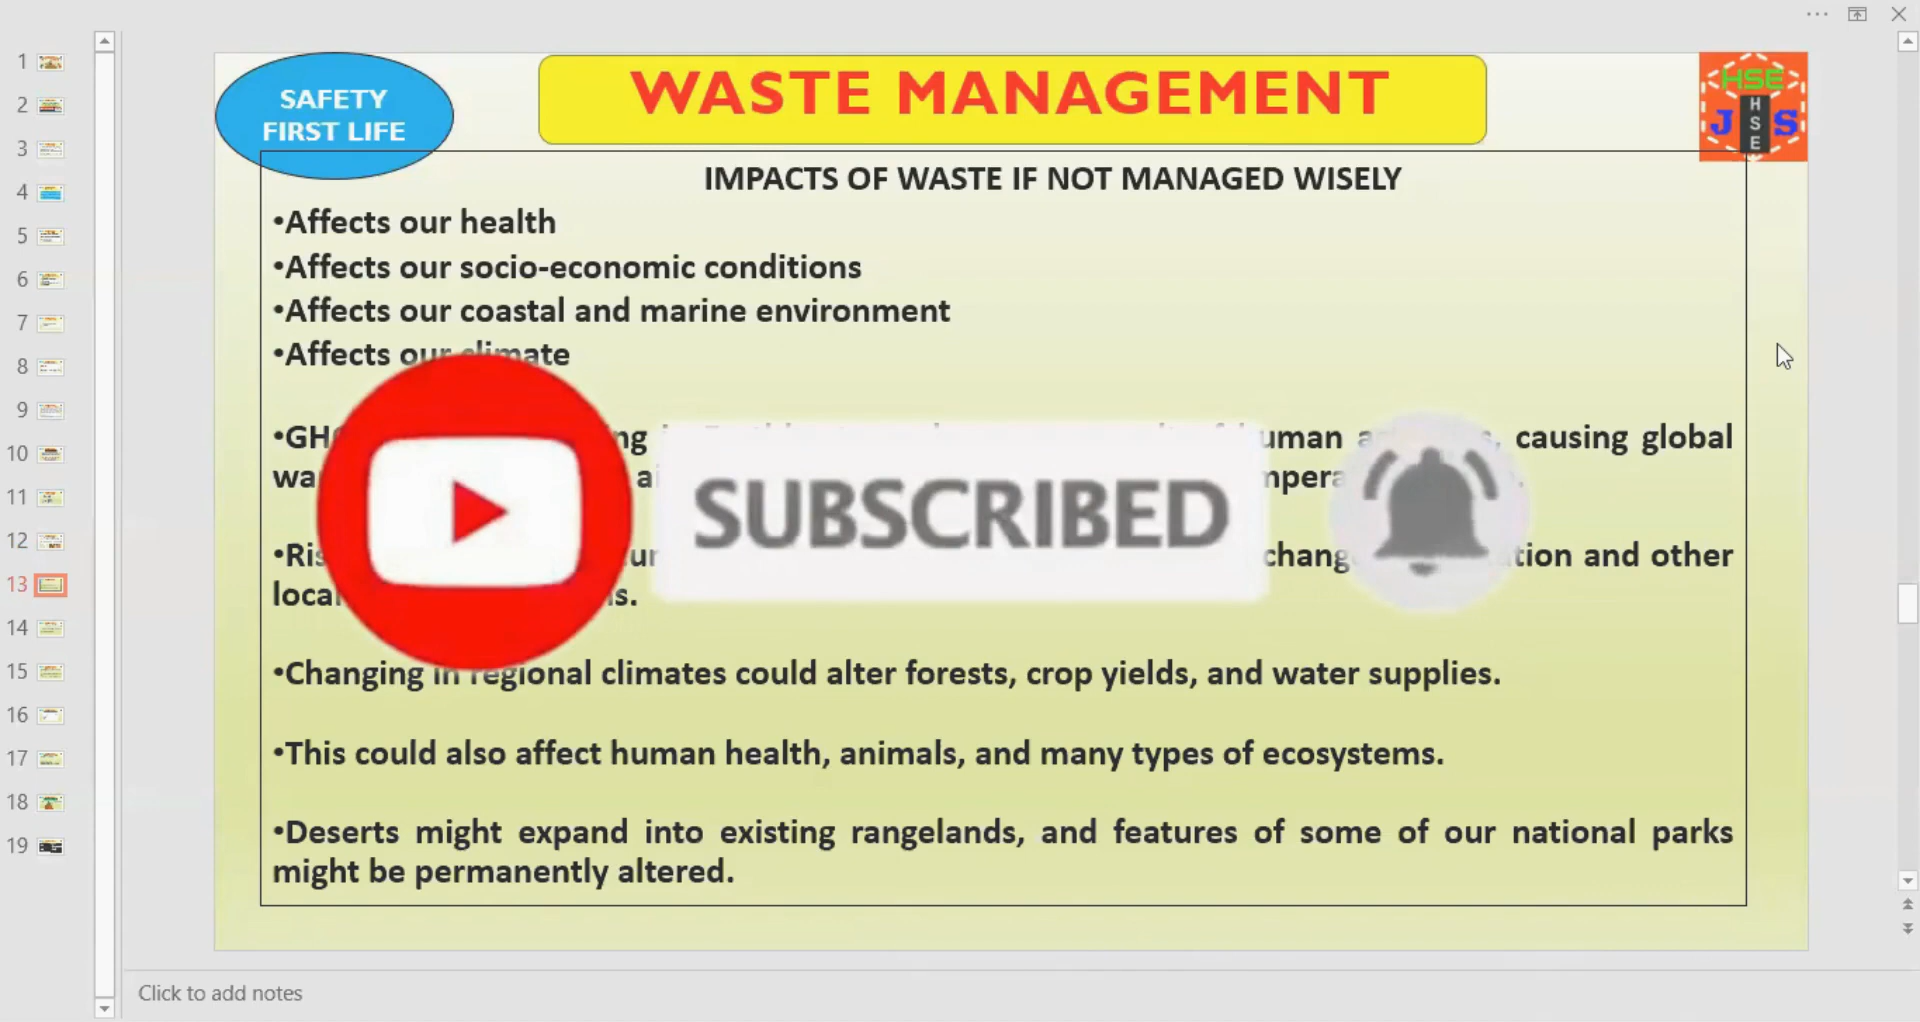 SAFETY
FIRST LIFE
WASTE MANAGEMENT
HSE
J S
H
S
E
IMPACTS OF WASTE IF NOT MANAGED WISELY
•Affects our health
•Affects our socio-economic conditions
•Affects our coastal and marine environment
•Affects our climate
causing global
SUBSCRIBED
and other
•Changing in regional climates could alter forests, crop yields, and water supplies.
•This could also affect human health, animals, and many types of ecosystems.
•Deserts might expand into existing rangelands, and features of some of our national parks
might be permanently altered.
1
2
3
4
5
6
7
8
9
10
11
12
13
14
15
16
17
18
19
Click to add notes